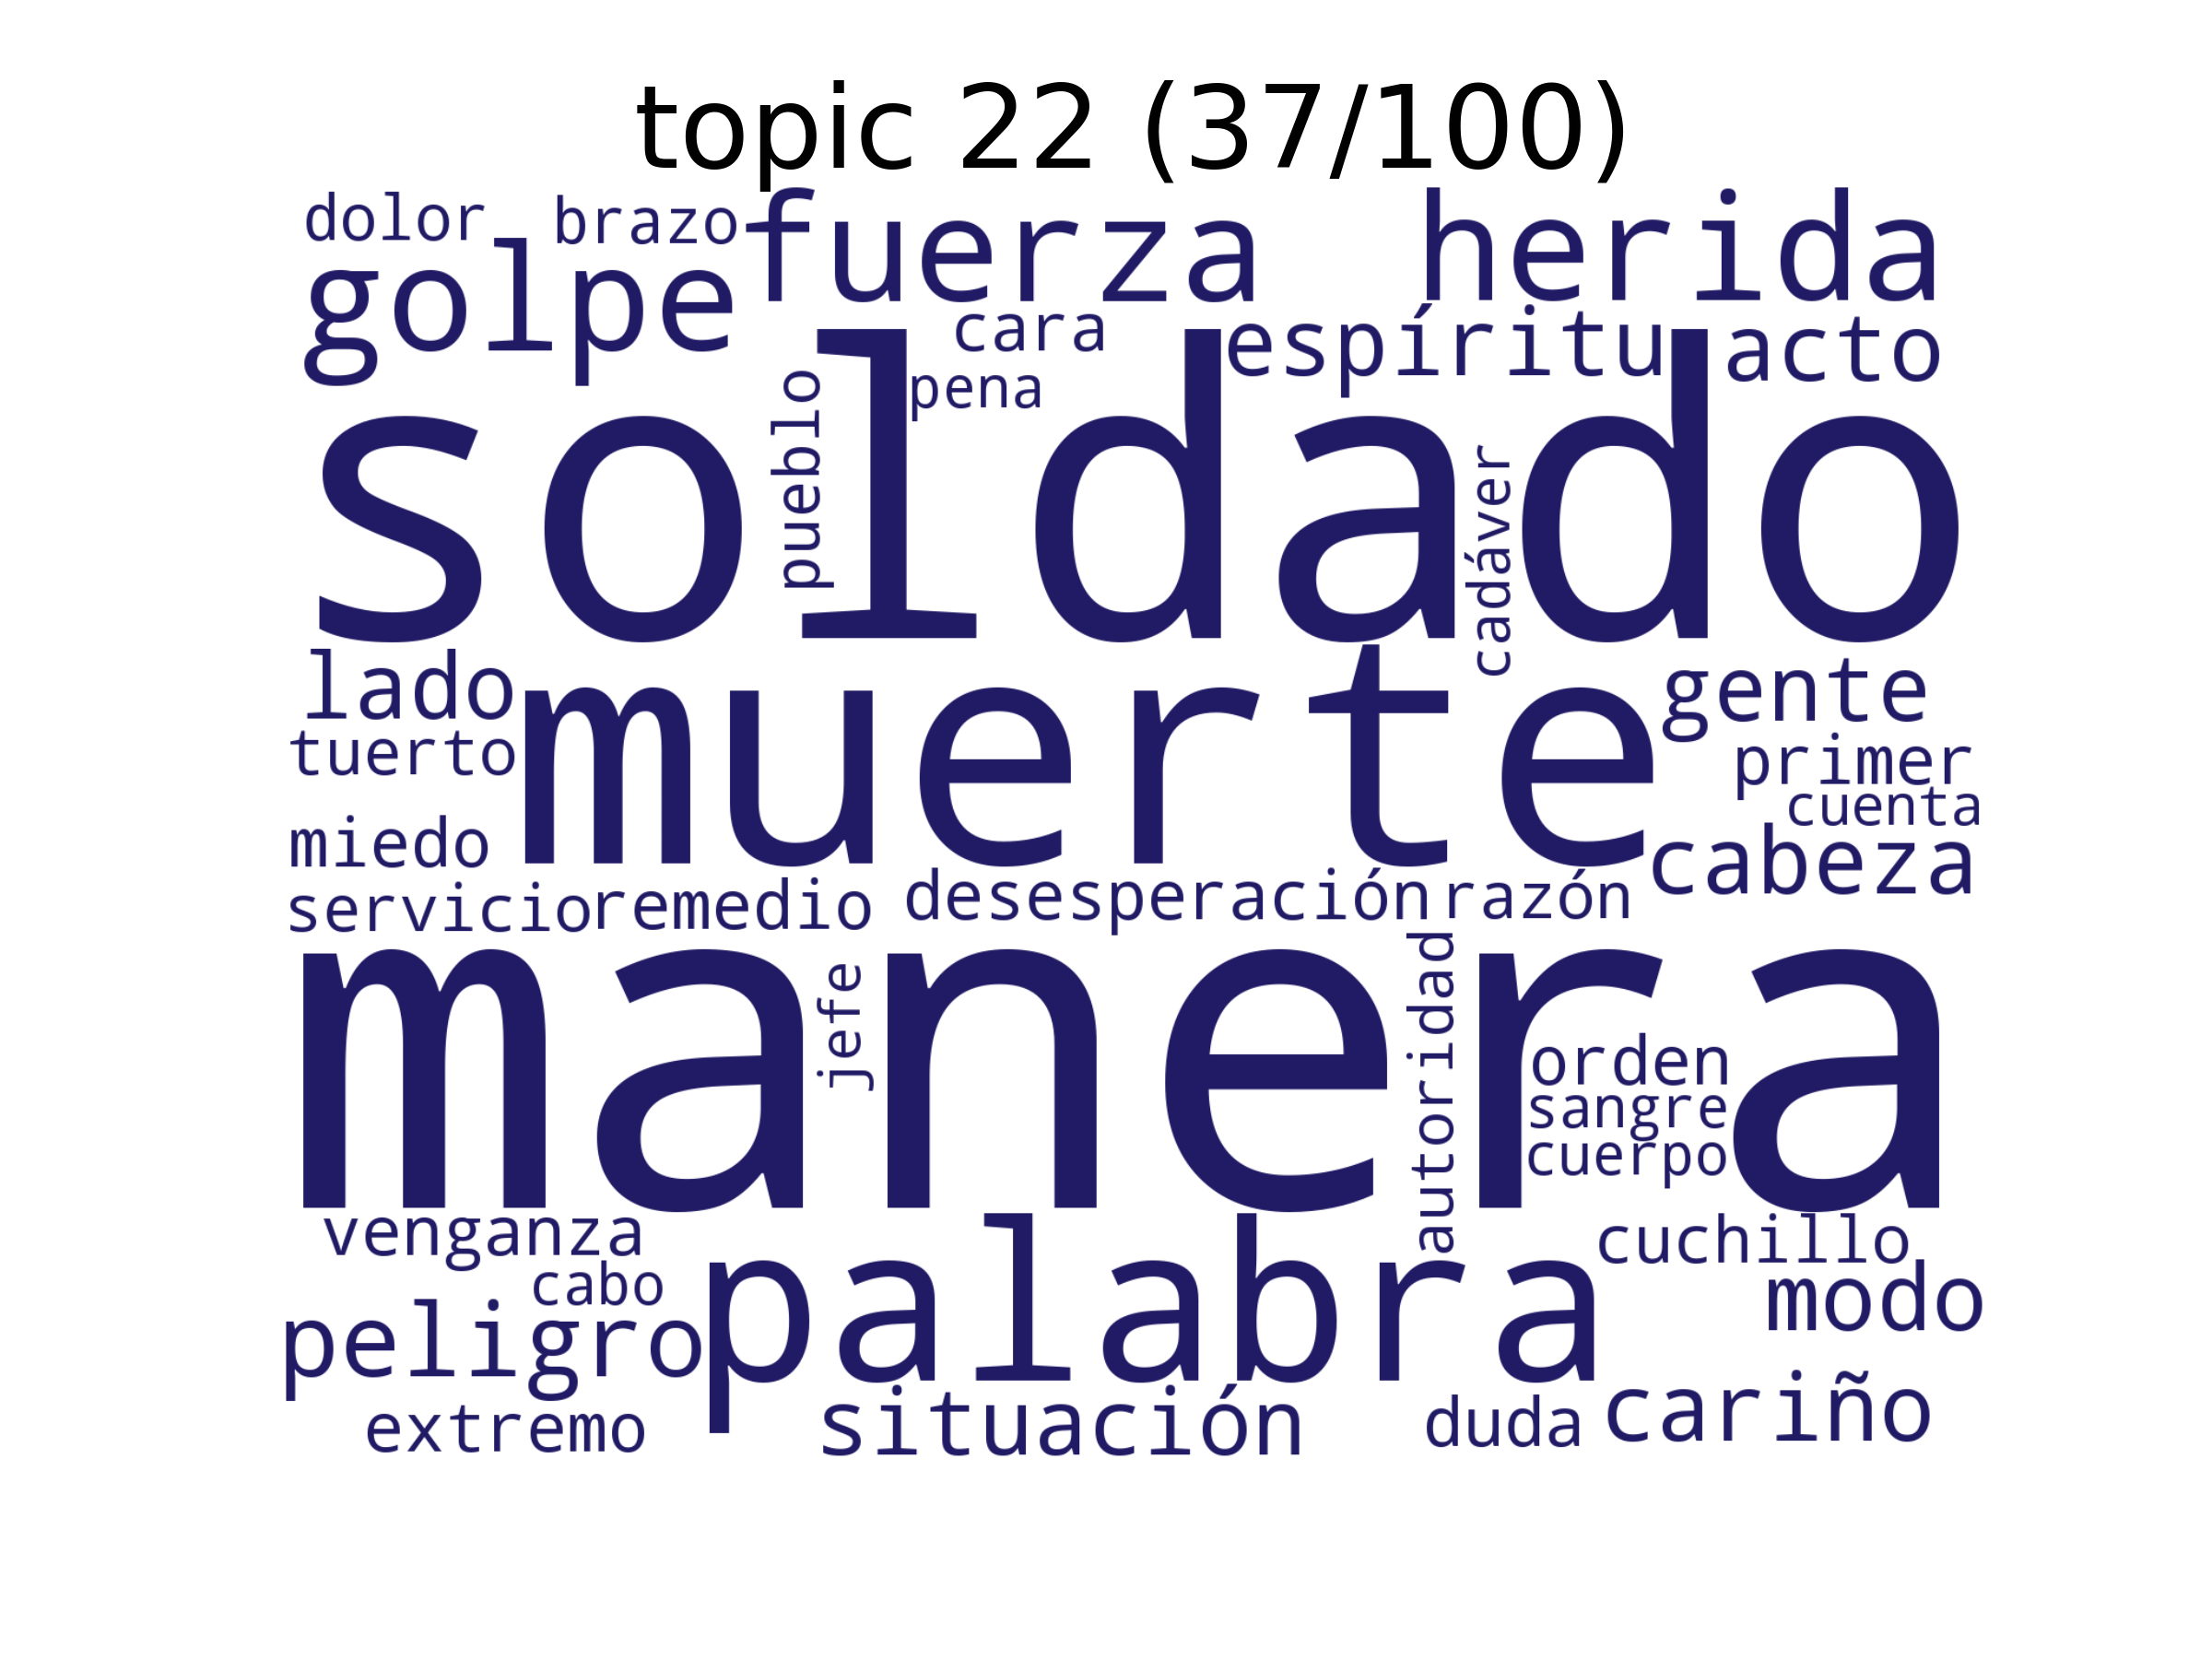 topic 22 (37/100)
dolor brazo fuerza herida
golpe cara espíritu acto
pueblo pena
soldado cadáver
lado muerte gente
tuerto primer
miedo cuenta
cabeza
servicio remedio desesperación razón
manera jefe autoridad
orden
sangre
cuerpo
venganza palabra cuchillo
cabo modo
peligro
extremo situación duda cariño